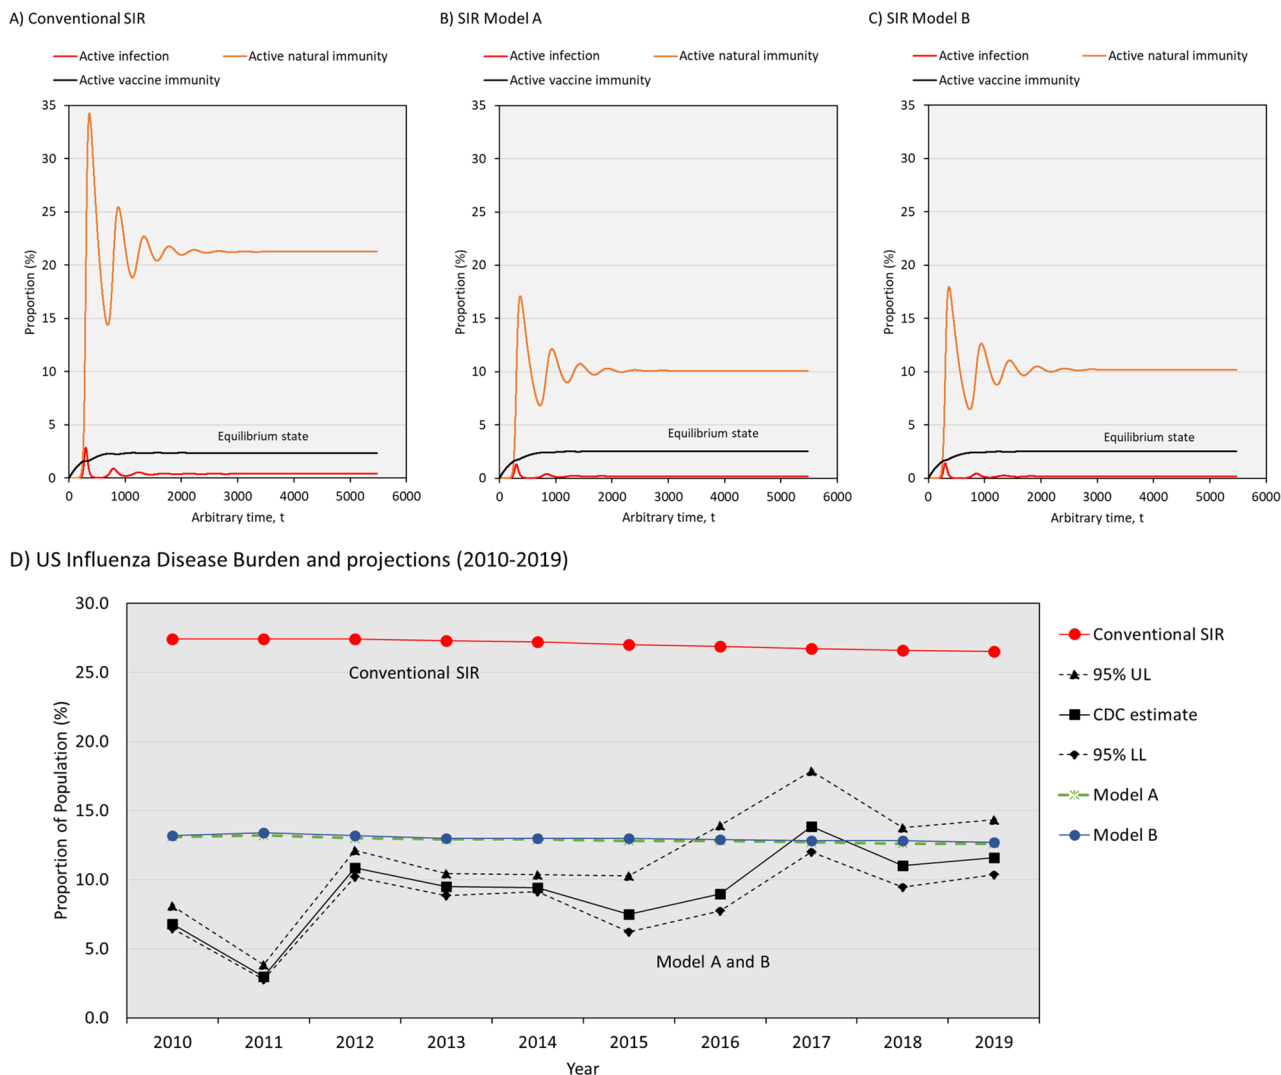 A) Conventional SIR
B) SIR Model A
C) SIR Model B
Active infection
Active natural immunity
Active vaccine immunity
35
30
25
20
15
10
5
0
Proportion (%)
Equilibrium state
0 1000 2000 3000 4000 5000 6000
Arbitrary time, t
Active infection
Active natural immunity
Active vaccine immunity
35
30
25
20
15
10
5
0
Proportion (%)
Equilibrium state
0 1000 2000 3000 4000 5000 6000
Arbitrary time, t
Active infection
Active natural immunity
Active vaccine immunity
35
30
25
20
15
10
5
0
Proportion (%)
Equilibrium state
0 1000 2000 3000 4000 5000 6000
Arbitrary time, t
D) US Influenza Disease Burden and projections (2010-2019)
30.0
25.0
20.0
15.0
10.0
5.0
0.0
Proportion of Population (%)
Conventional SIR
Model A and B
2010 2011 2012 2013 2014 2015 2016 2017 2018 2019
Year
Conventional SIR
95% UL
CDC estimate
95% LL
Model A
Model B